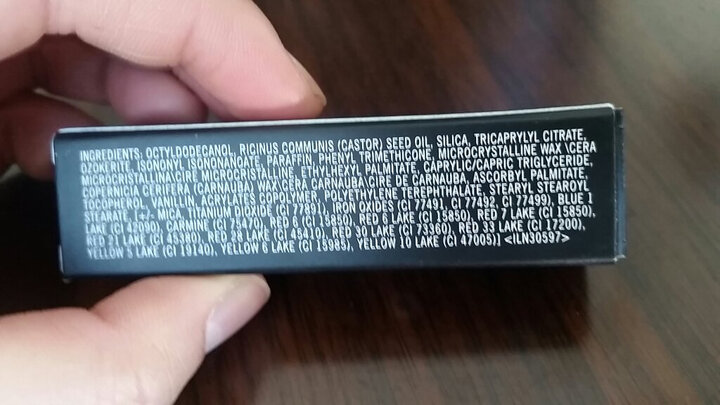 INGREDIENTS: OCTYLDODECANOL, RICINUS COMMUNIS (CASTOR) SEED OIL, SILICA, TRICAPRYLYL CITRATE,
OZOKERITE, ISONONYL ISONONANOATE, PARAFFIN, PHENYL TRIMETHICONE, MICROCRYSTALLINE WAX \CERA
MICROCRISTALLINA\CIRE MICROCRISTALLINE, ETHYLHEXYL PALMITATE, CAPRYLIC/CAPRIC TRIGLYCERIDE,
COPERNICIA CERIFERA (CARNAUBA) WAX \CERA CARNAUBA\CIRE DE CARNAUBA, ASCORBYL PALMITATE,
TOCOPHEROL, VANILLIN, ACRYLATES COPOLYMER, POLYETHYLENE TEREPHTHALATE, STEARYL STEAROYL
STEARATE, [+/- MICA, TITANIUM DIOXIDE (CI 77891), IRON OXIDES (CI 77491, CI 77492, CI 77499), BLUE 1
LAKE (CI 42090), CARMINE (CI 75470), RED 6 (CI 15850), RED 6 LAKE (CI 15850), RED 7 LAKE (CI 15850),
RED 21 LAKE (CI 45380), RED 28 LAKE (CI 45410), RED 30 LAKE (CI 73360), RED 33 LAKE (CI 17200),
YELLOW 5 LAKE (CI 19140), YELLOW 6 LAKE (CI 15985), YELLOW 10 LAKE (CI 47005)] <ILN30597>